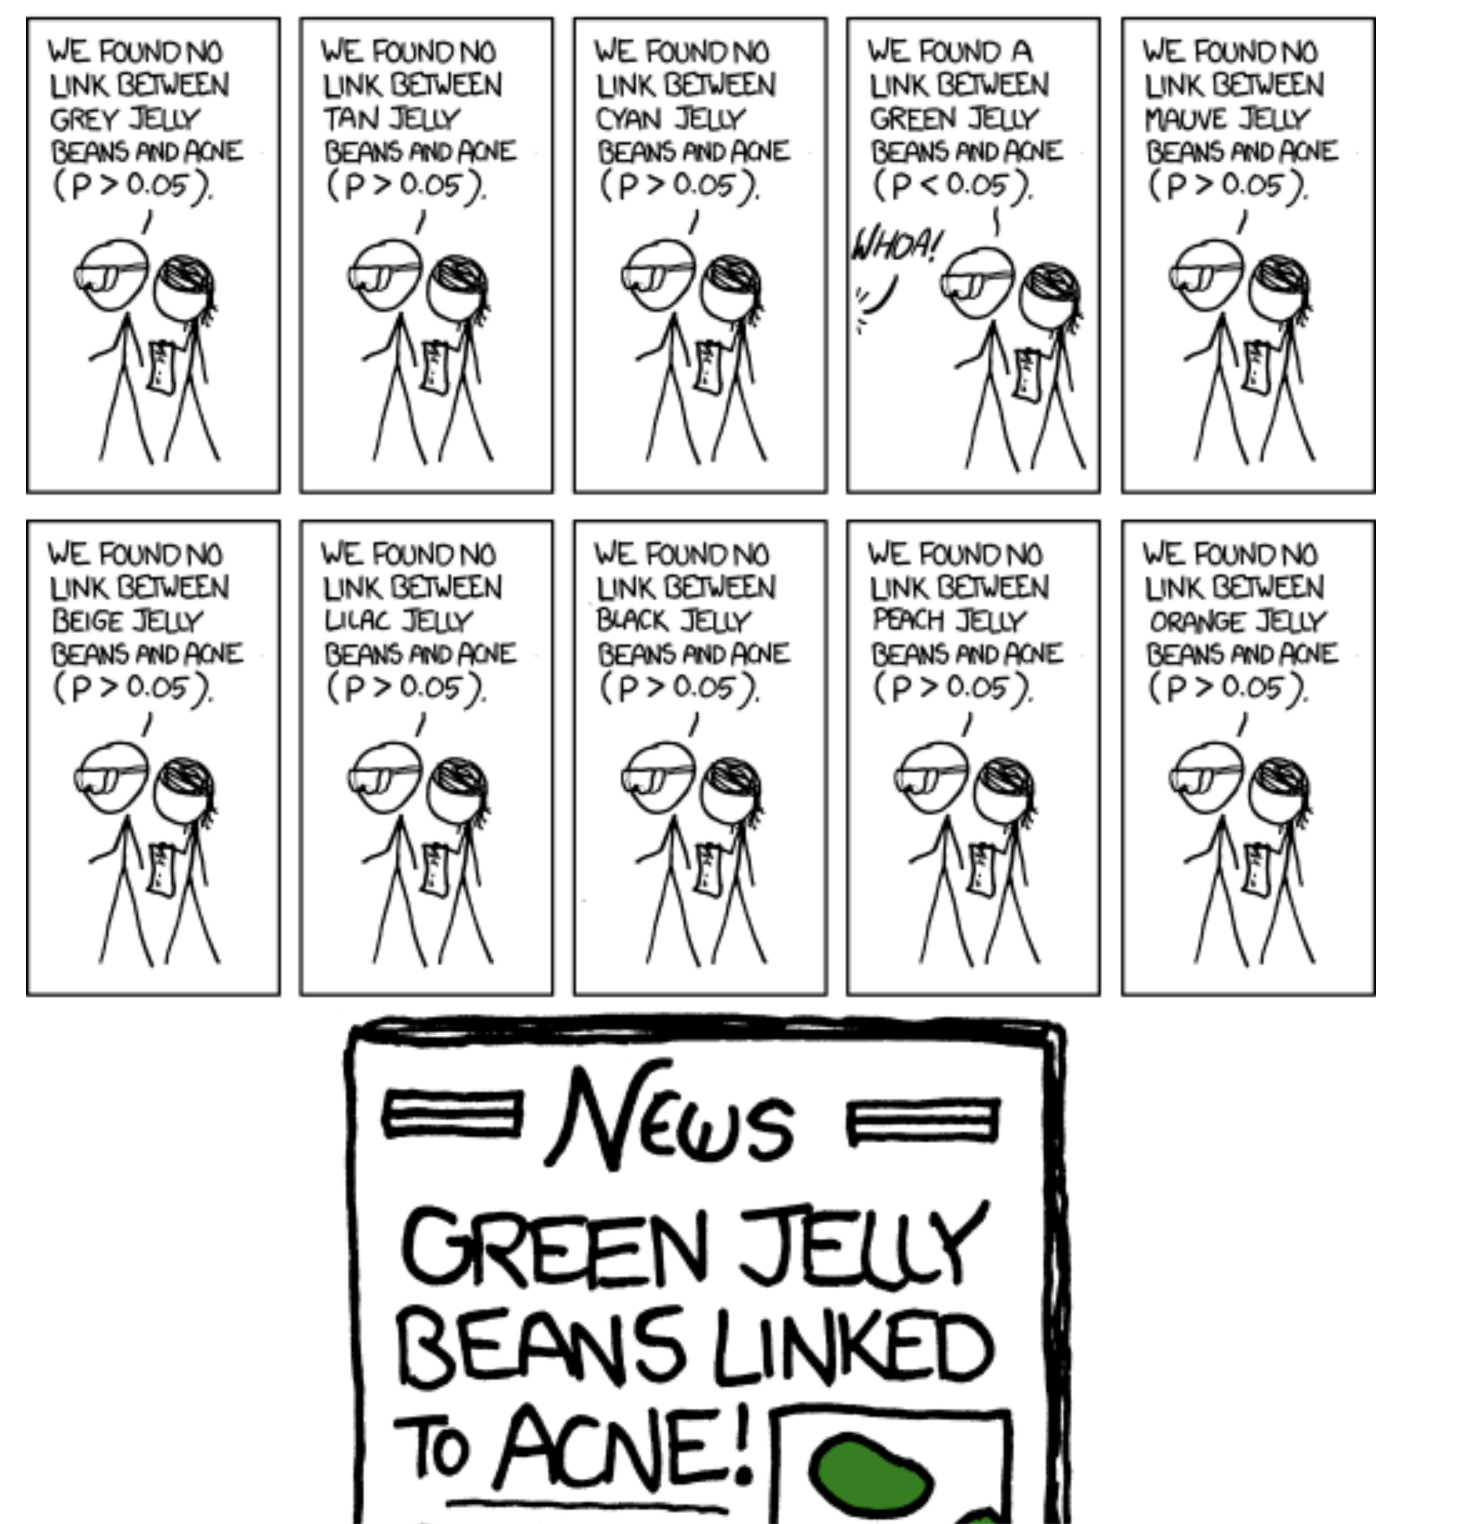 WE FOUND NO
LINK BETWEEN
GREY JELLY
BEANS AND ACNE
(P > 0.05).
WE FOUND NO
LINK BETWEEN
TAN JELLY
BEANS AND ACNE
(P > 0.05).
WE FOUND NO
LINK BETWEEN
CYAN JELLY
BEANS AND ACNE
(P > 0.05).
WE FOUND A
LINK BETWEEN
GREEN JELLY
BEANS AND ACNE
(P < 0.05).
WHOA!
WE FOUND NO
LINK BETWEEN
MAUVE JELLY
BEANS AND ACNE
(P > 0.05).
WE FOUND NO
LINK BETWEEN
BEIGE JELLY
BEANS AND ACNE
(P > 0.05).
WE FOUND NO
LINK BETWEEN
LILAC JELLY
BEANS AND ACNE
(P > 0.05).
WE FOUND NO
LINK BETWEEN
BLACK JELLY
BEANS AND ACNE
(P > 0.05).
WE FOUND NO
LINK BETWEEN
PEACH JELLY
BEANS AND ACNE
(P > 0.05).
WE FOUND NO
LINK BETWEEN
ORANGE JELLY
BEANS AND ACNE
(P > 0.05).
NEWS
GREEN JELLY
BEANS LINKED
TO ACNE!